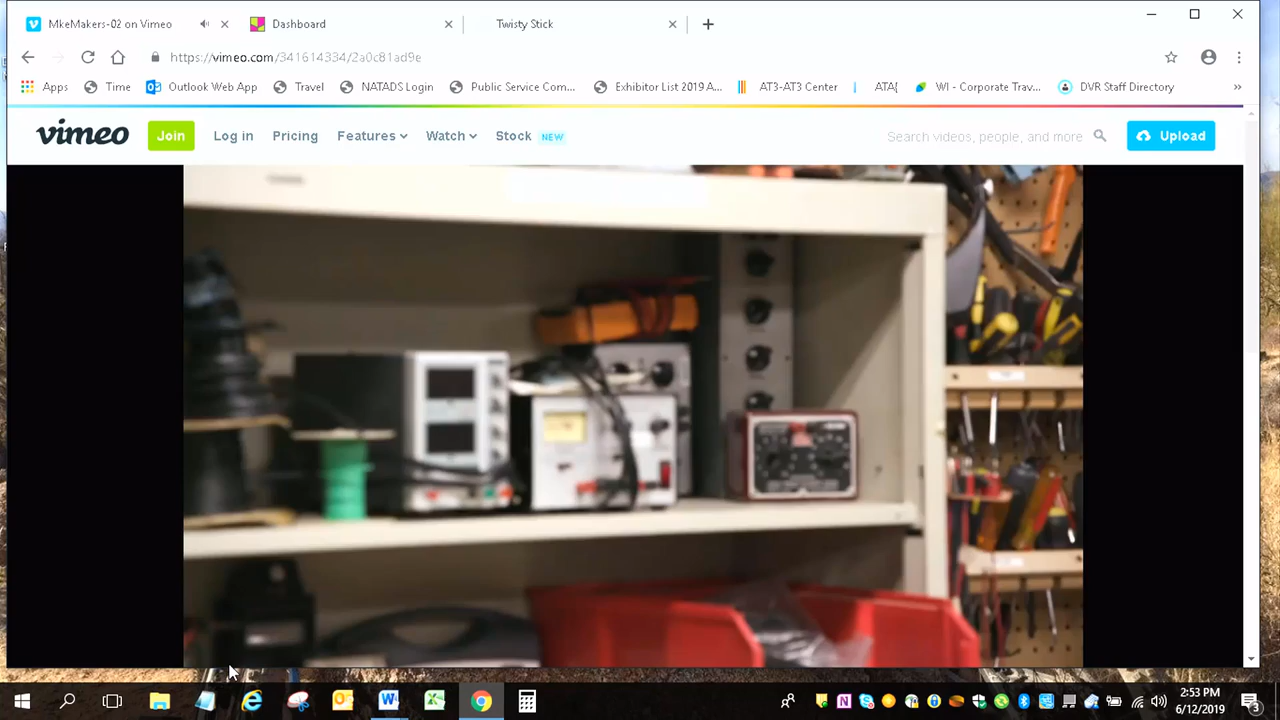 MkeMakers-02 on Vimeo
Dashboard
Twisty Stick
https://vimeo.com/341614334/2a0c81ad9e
Apps Time Outlook Web App Travel MATADS Login Public Service Com... Exhibitor List 2019 A... AT3-AT3 Center ATA[ WI - Corporate Trav... DVR Staff Directory »
vimeo Join Log in Pricing Features Watch Stock NEW Search videos, people, and more Upload
2:53 PM
6/12/2019